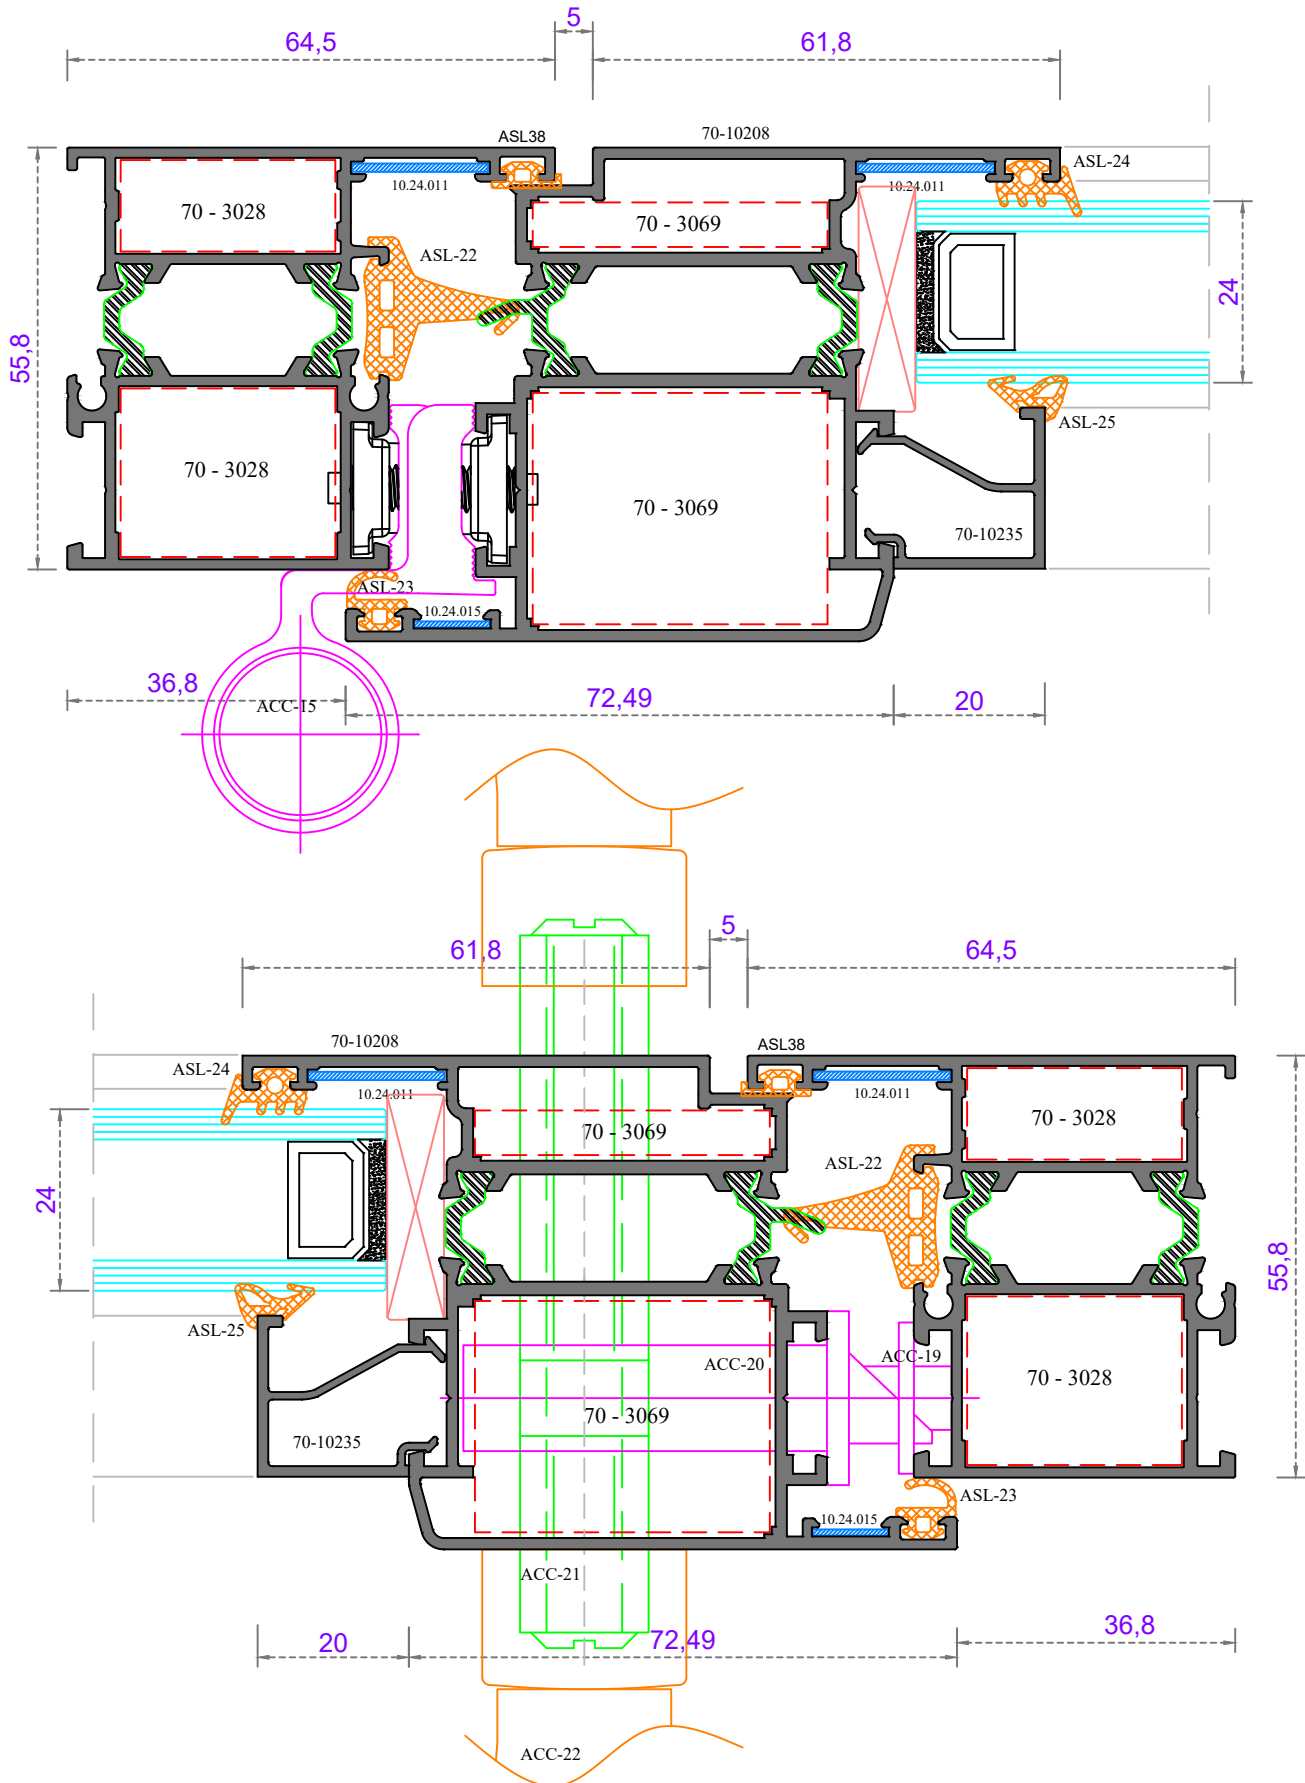 5
64,5
61,8
ASL38
70-10208
ASL-24
10.24.011
10.24.011
70 - 3028
70 - 3069
ASL-22
24
55,8
ASL-25
70 - 3028
70 - 3069
70-10235
ASL-23
10.24.015
36,8
72,49
20
ACC-15
5
61,8
64,5
70-10208
ASL38
ASL-24
10.24.011
10.24.011
70 - 3028
70 - 3069
ASL-22
24
55,8
ASL-25
ACC-20
ACC-19
70 - 3028
70 - 3069
70-10235
ASL-23
10.24.015
ACC-21
20
72,49
36,8
ACC-22